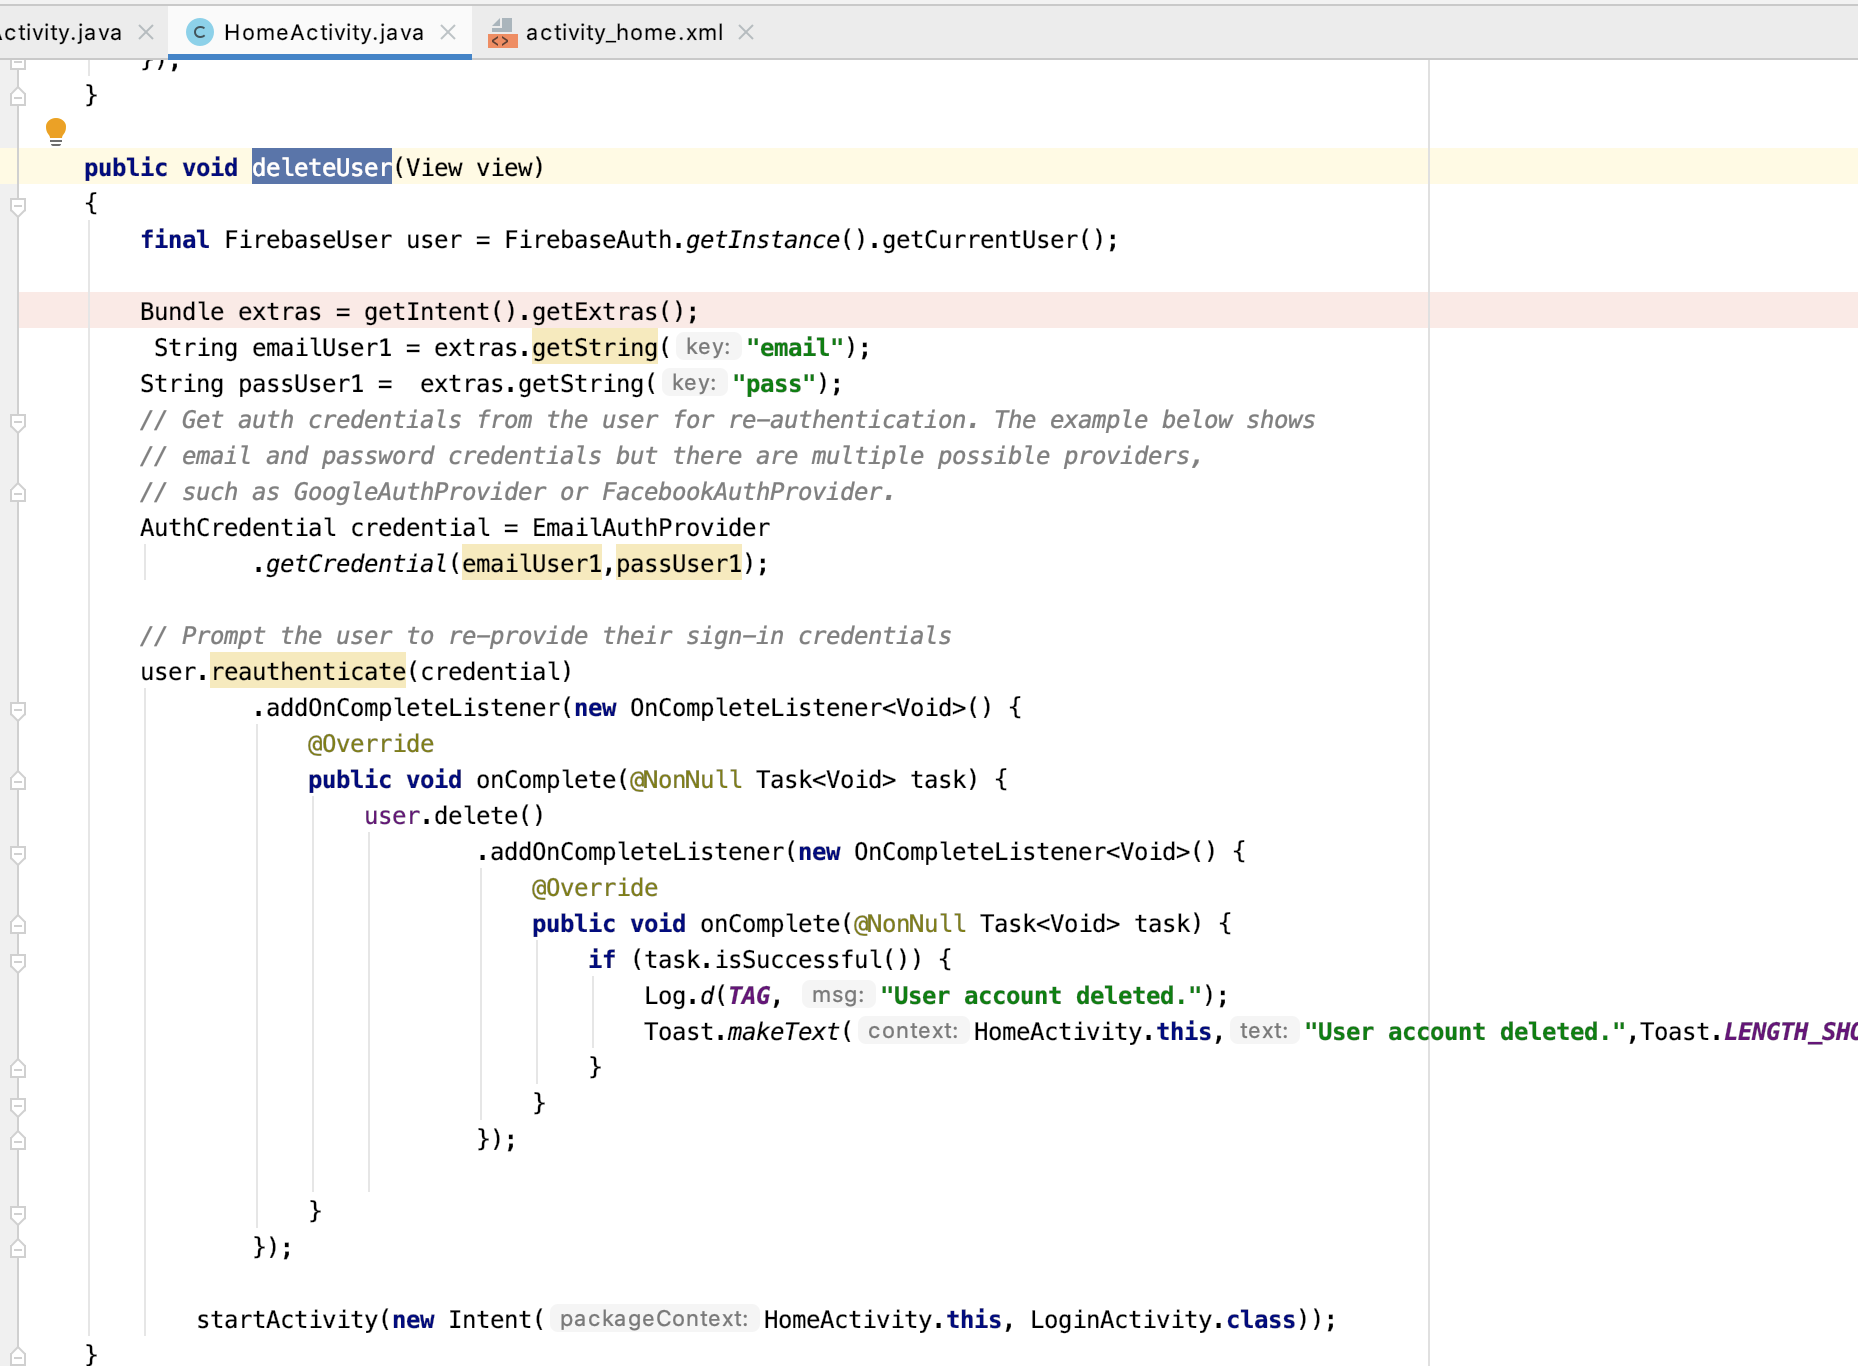 ctivity.java HomeActivity.java activity_home.xml
});
}
public void deleteUser(View view)
{
final FirebaseUser user = FirebaseAuth.getInstance().getCurrentUser();
Bundle extras = getIntent().getExtras();
String emailUser1 = extras.getString( key: "email");
String passUser1 =  extras.getString( key: "pass");
// Get auth credentials from the user for re-authentication. The example below shows
// email and password credentials but there are multiple possible providers,
// such as GoogleAuthProvider or FacebookAuthProvider.
AuthCredential credential = EmailAuthProvider
.getCredential(emailUser1,passUser1);
// Prompt the user to re-provide their sign-in credentials
user.reauthenticate(credential)
.addOnCompleteListener(new OnCompleteListener<Void>() {
@Override
public void onComplete(@NonNull Task<Void> task) {
user.delete()
.addOnCompleteListener(new OnCompleteListener<Void>() {
@Override
public void onComplete(@NonNull Task<Void> task) {
if (task.isSuccessful()) {
Log.d(TAG, msg: "User account deleted.");
Toast.makeText( context: HomeActivity.this, text: "User account deleted.",Toast.LENGTH_SHO
}
}
});
}
});
startActivity(new Intent( packageContext: HomeActivity.this, LoginActivity.class));
}